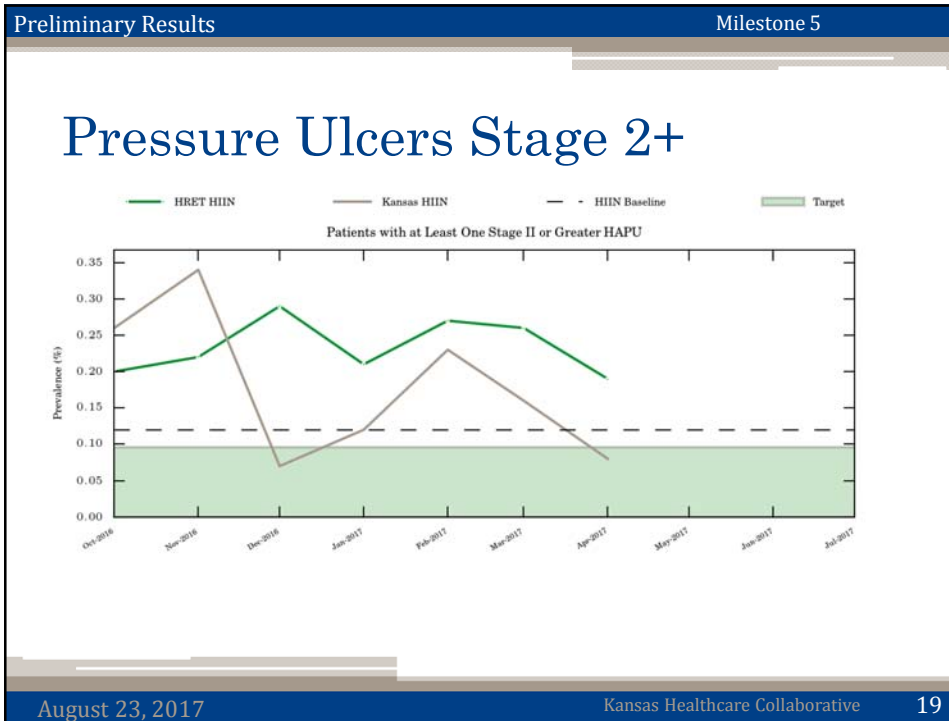 Preliminary Results Milestone 5
Pressure Ulcers Stage 2+
HRET HIIN Kansas HIIN HIIN Baseline Target
Patients with at Least One Stage II or Greater HAPU
Prevalence (%)
0.35
0.30
0.25
0.20
0.15
0.10
0.05
0.00
Oct-2016 Nov-2016 Dec-2016 Jan-2017 Feb-2017 Mar-2017 Apr-2017 May-2017 Jun-2017 Jul-2017
August 23, 2017 Kansas Healthcare Collaborative 19